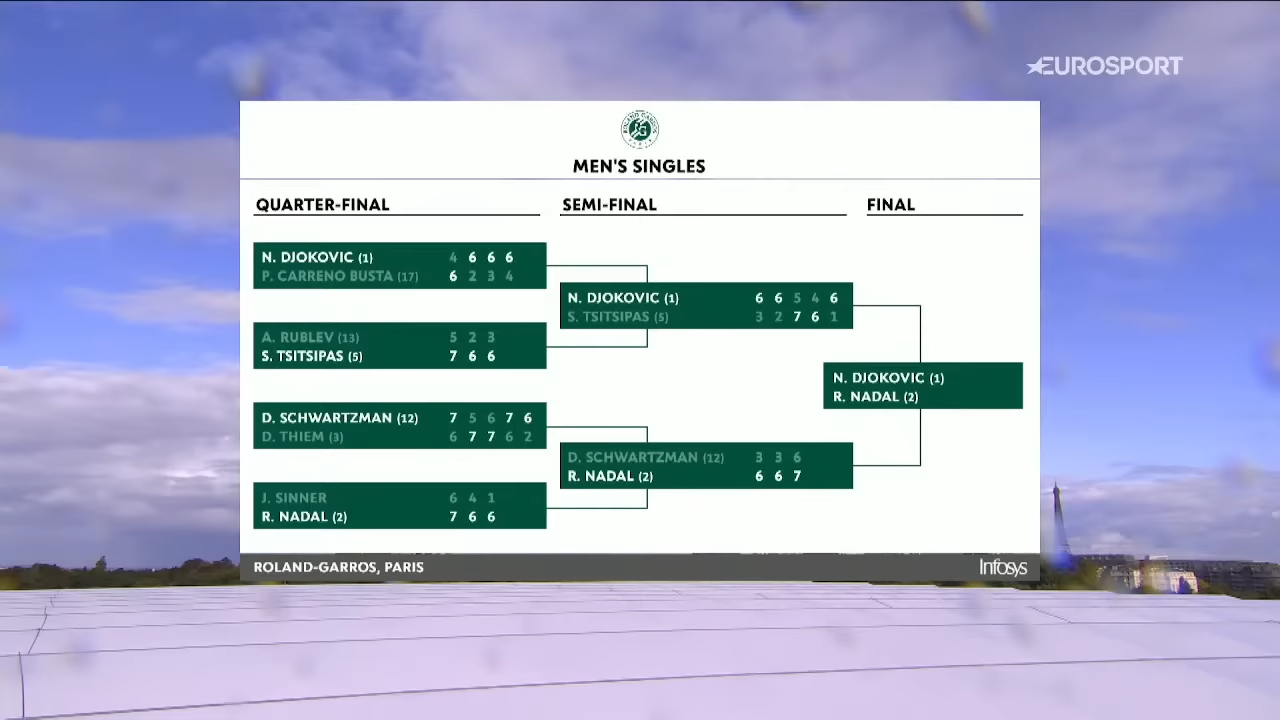 EUROSPORT
ROLAND GARROS
PARIS
MEN'S SINGLES
QUARTER-FINAL
SEMI-FINAL
FINAL
N. DJOKOVIC (1) 4 6 6 6
P. CARRENO BUSTA (17) 6 2 3 4
A. RUBLEV (13) 5 2 3
S. TSITSIPAS (5) 7 6 6
D. SCHWARTZMAN (12) 7 5 6 7 6
D. THIEM (3) 6 7 7 6 2
J. SINNER 6 4 1
R. NADAL (2) 7 6 6
N. DJOKOVIC (1) 6 6 5 4 6
S. TSITSIPAS (5) 3 2 7 6 1
D. SCHWARTZMAN (12) 3 3 6
R. NADAL (2) 6 6 7
N. DJOKOVIC (1)
R. NADAL (2)
ROLAND-GARROS, PARIS
Infosys